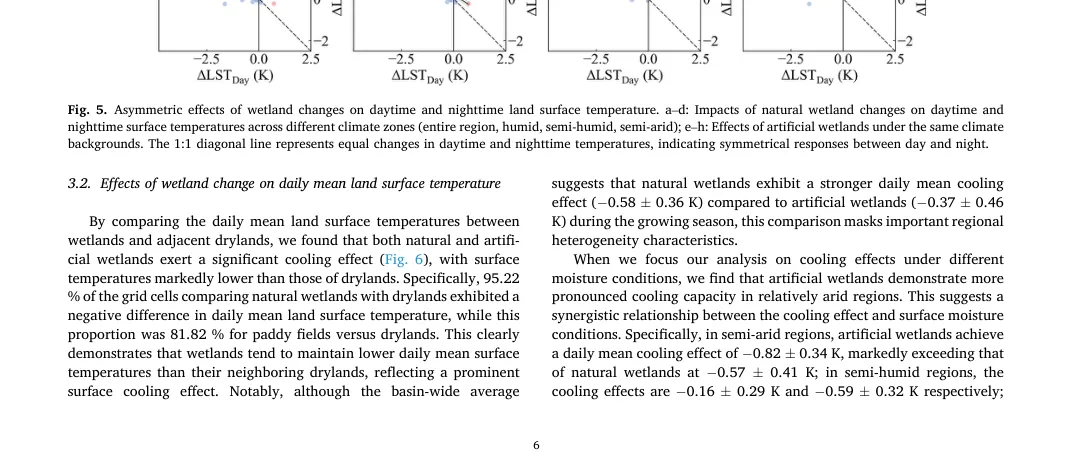 −2.5 0.0 2.5 −2
ΔLST_Day (K)
−2.5 0.0 2.5 −2
ΔLST_Day (K)
−2.5 0.0 2.5 −2
ΔLST_Day (K)
−2.5 0.0 2.5 −2
ΔLST_Day (K)
Fig. 5. Asymmetric effects of wetland changes on daytime and nighttime land surface temperature. a–d: Impacts of natural wetland changes on daytime and
nighttime surface temperatures across different climate zones (entire region, humid, semi-humid, semi-arid); e–h: Effects of artificial wetlands under the same climate
backgrounds. The 1:1 diagonal line represents equal changes in daytime and nighttime temperatures, indicating symmetrical responses between day and night.
3.2. Effects of wetland change on daily mean land surface temperature
By comparing the daily mean land surface temperatures between
wetlands and adjacent drylands, we found that both natural and artifi-
cial wetlands exert a significant cooling effect (Fig. 6), with surface
temperatures markedly lower than those of drylands. Specifically, 95.22
% of the grid cells comparing natural wetlands with drylands exhibited a
negative difference in daily mean land surface temperature, while this
proportion was 81.82 % for paddy fields versus drylands. This clearly
demonstrates that wetlands tend to maintain lower daily mean surface
temperatures than their neighboring drylands, reflecting a prominent
surface cooling effect. Notably, although the basin-wide average
suggests that natural wetlands exhibit a stronger daily mean cooling
effect (−0.58 ± 0.36 K) compared to artificial wetlands (−0.37 ± 0.46
K) during the growing season, this comparison masks important regional
heterogeneity characteristics.
When we focus our analysis on cooling effects under different
moisture conditions, we find that artificial wetlands demonstrate more
pronounced cooling capacity in relatively arid regions. This suggests a
synergistic relationship between the cooling effect and surface moisture
conditions. Specifically, in semi-arid regions, artificial wetlands achieve
a daily mean cooling effect of −0.82 ± 0.34 K, markedly exceeding that
of natural wetlands at −0.57 ± 0.41 K; in semi-humid regions, the
cooling effects are −0.16 ± 0.29 K and −0.59 ± 0.32 K respectively;
6